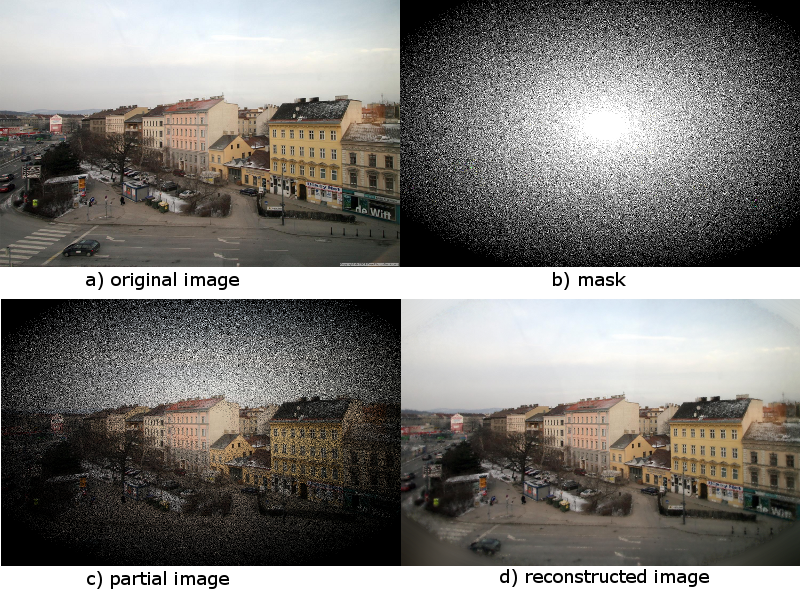 de Witt
a) original image
b) mask
de Witt
c) partial image
d) reconstructed image